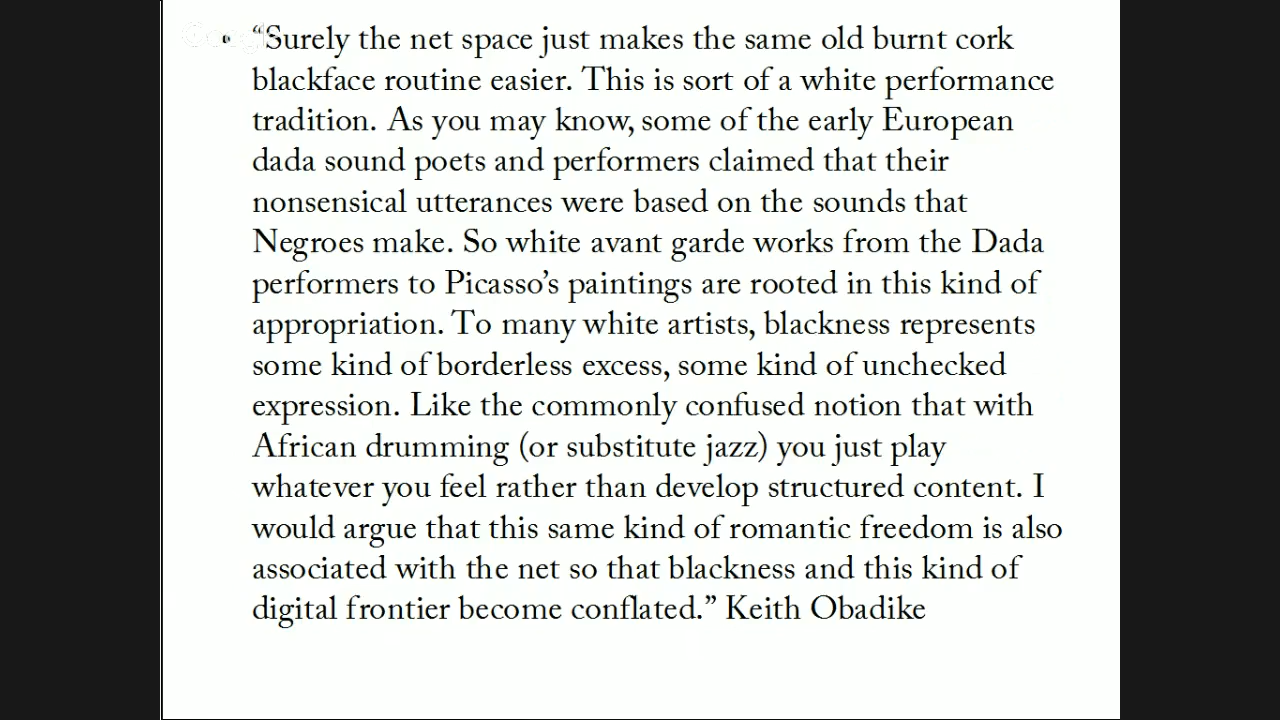 • “Surely the net space just makes the same old burnt cork
blackface routine easier. This is sort of a white performance
tradition. As you may know, some of the early European
dada sound poets and performers claimed that their
nonsensical utterances were based on the sounds that
Negroes make. So white avant garde works from the Dada
performers to Picasso’s paintings are rooted in this kind of
appropriation. To many white artists, blackness represents
some kind of borderless excess, some kind of unchecked
expression. Like the commonly confused notion that with
African drumming (or substitute jazz) you just play
whatever you feel rather than develop structured content. I
would argue that this same kind of romantic freedom is also
associated with the net so that blackness and this kind of
digital frontier become conflated.” Keith Obadike